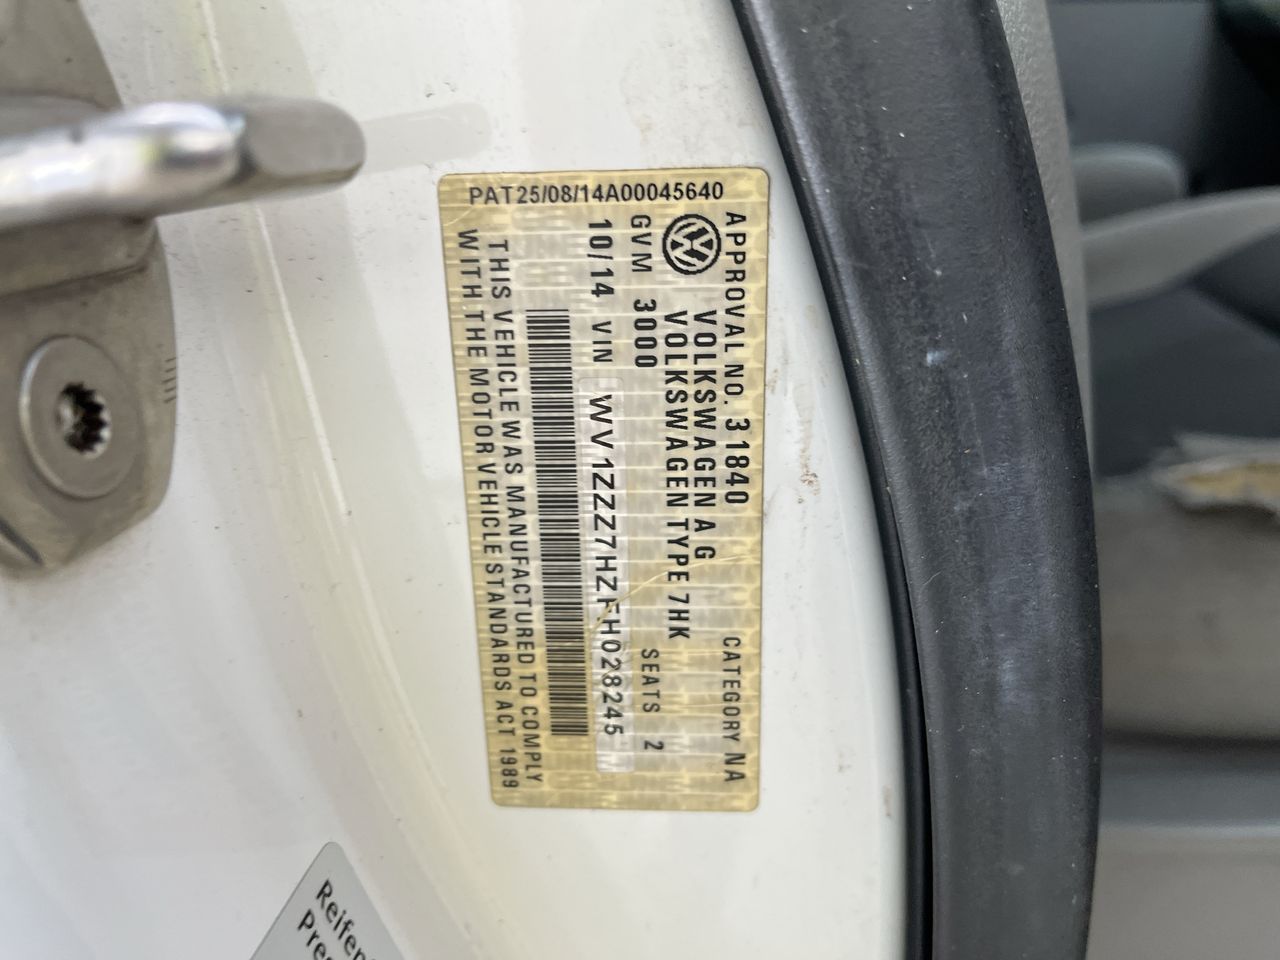 PAT25/08/14A00045640
APPROVAL NO. 31840 CATEGORY NA
VOLKSWAGEN AG
VOLKSWAGEN TYPE 7HK
GVM 3000 SEATS 2
10/14 VIN WV1ZZZ7HZFH028245
THIS VEHICLE WAS MANUFACTURED TO COMPLY
WITH THE MOTOR VEHICLE STANDARDS ACT 1989